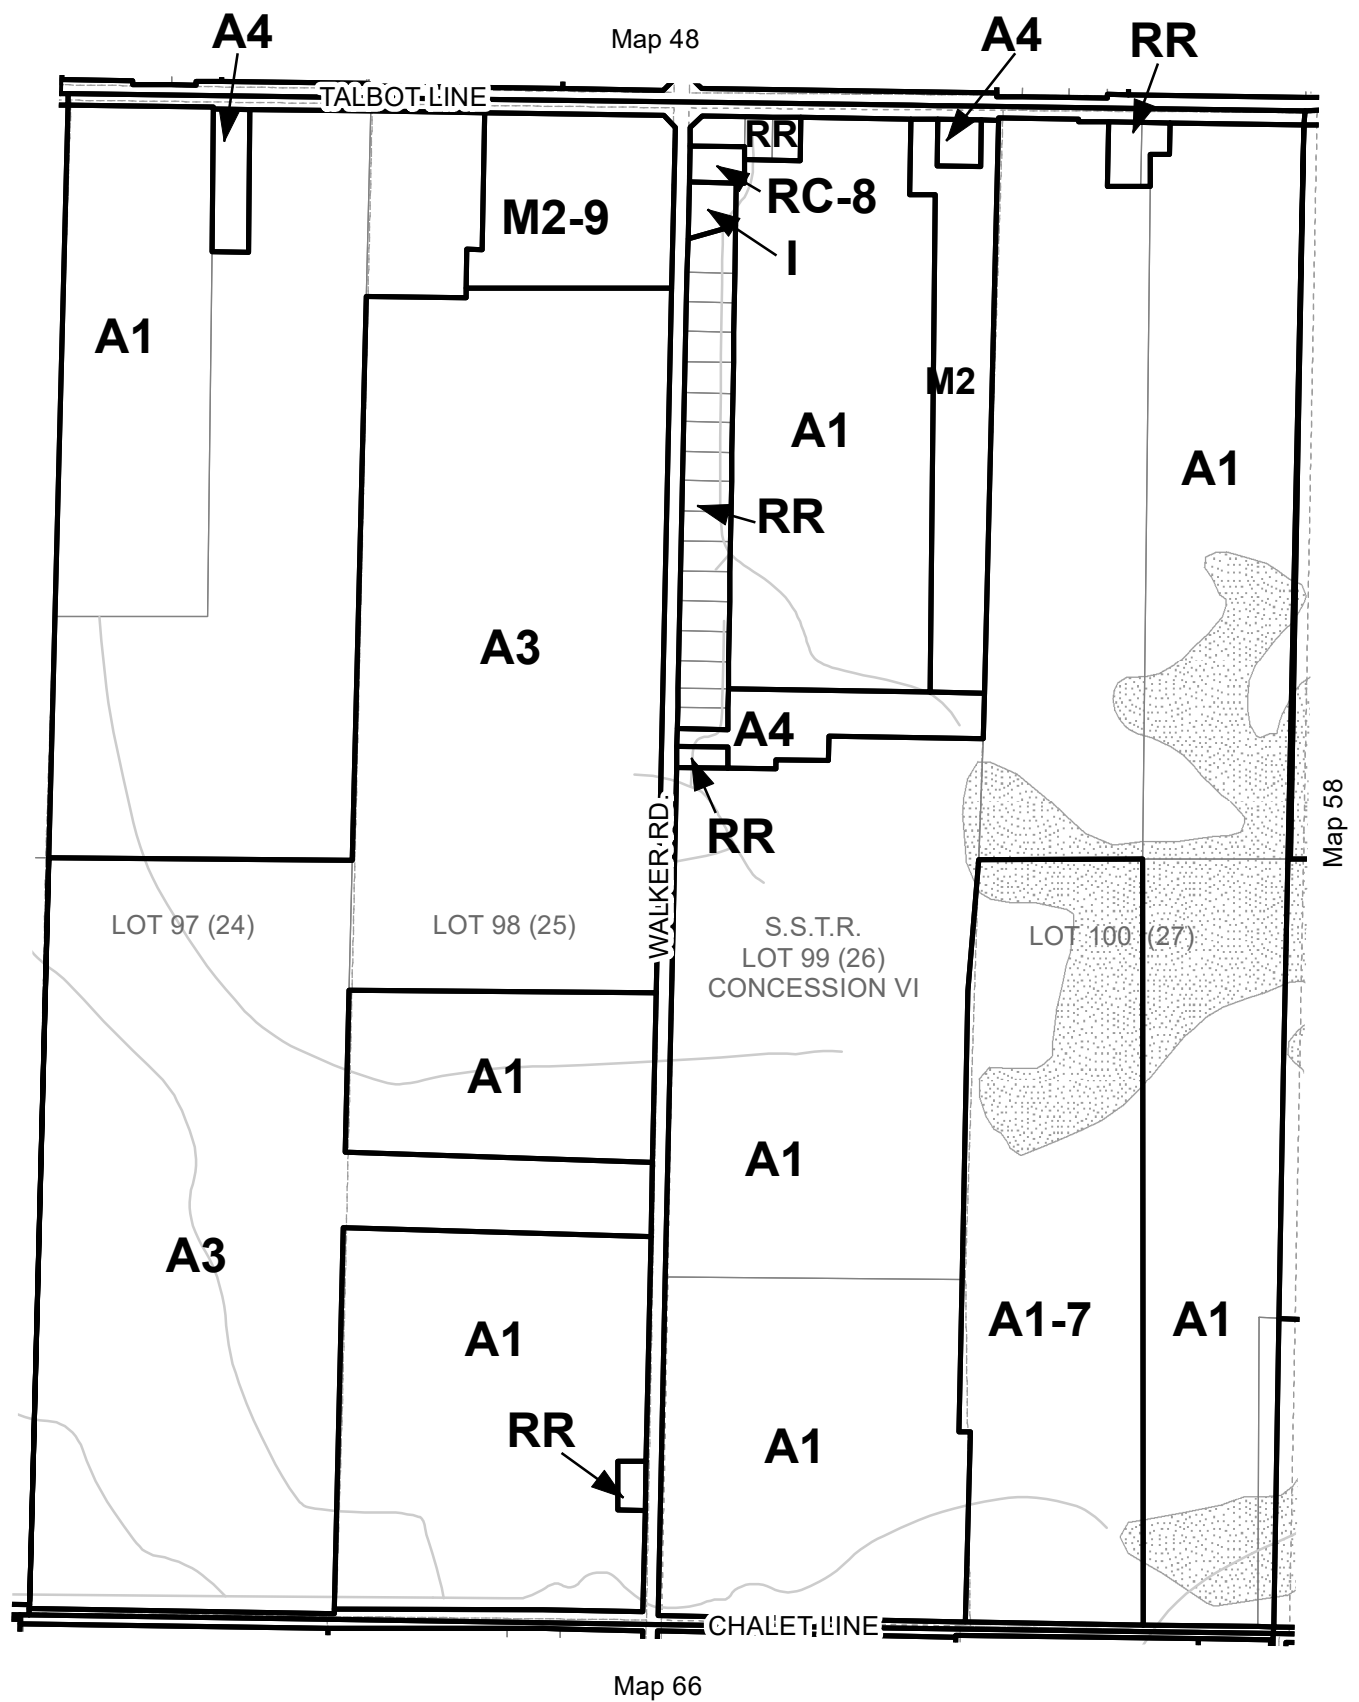 A4
Map 48
A4
RR
TALBOT LINE
RR
RC-8
M2-9
I
A1
M2
A1
A1
RR
A3
A4
RR
Map 58
WALKER RD.
LOT 97 (24)
LOT 98 (25)
S.S.T.R.
LOT 99 (26)
CONCESSION VI
LOT 100 (27)
A1
A1
A3
A1-7
A1
A1
RR
A1
CHALET LINE
Map 66